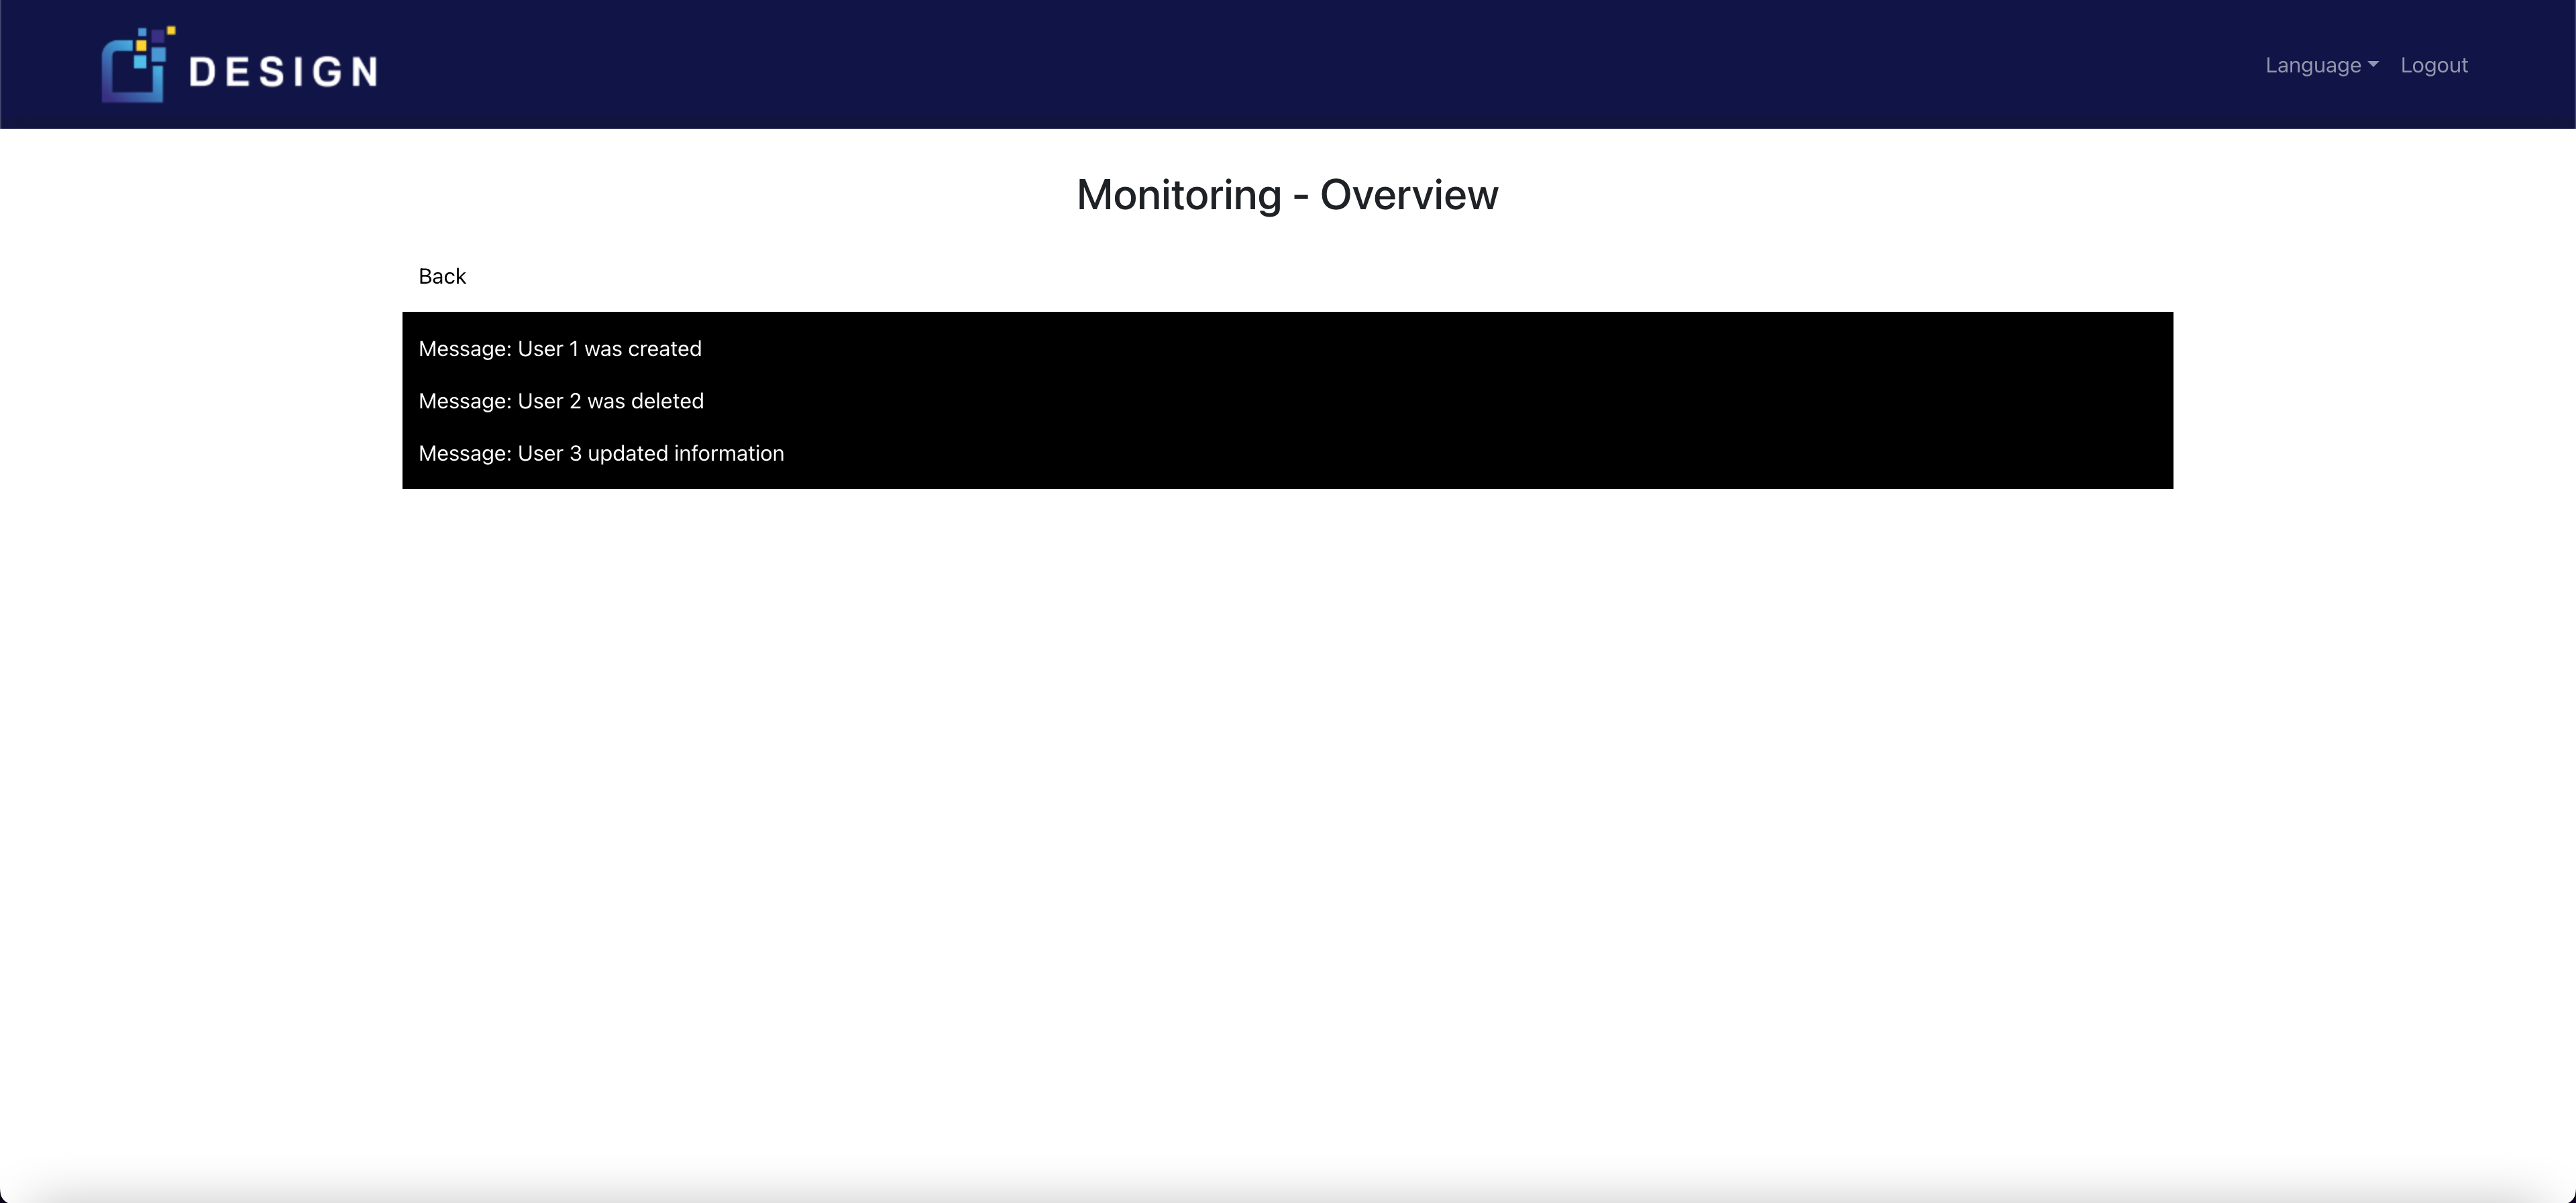 DESIGN
Language
Logout
Monitoring - Overview
Back
Message: User 1 was created
Message: User 2 was deleted
Message: User 3 updated information